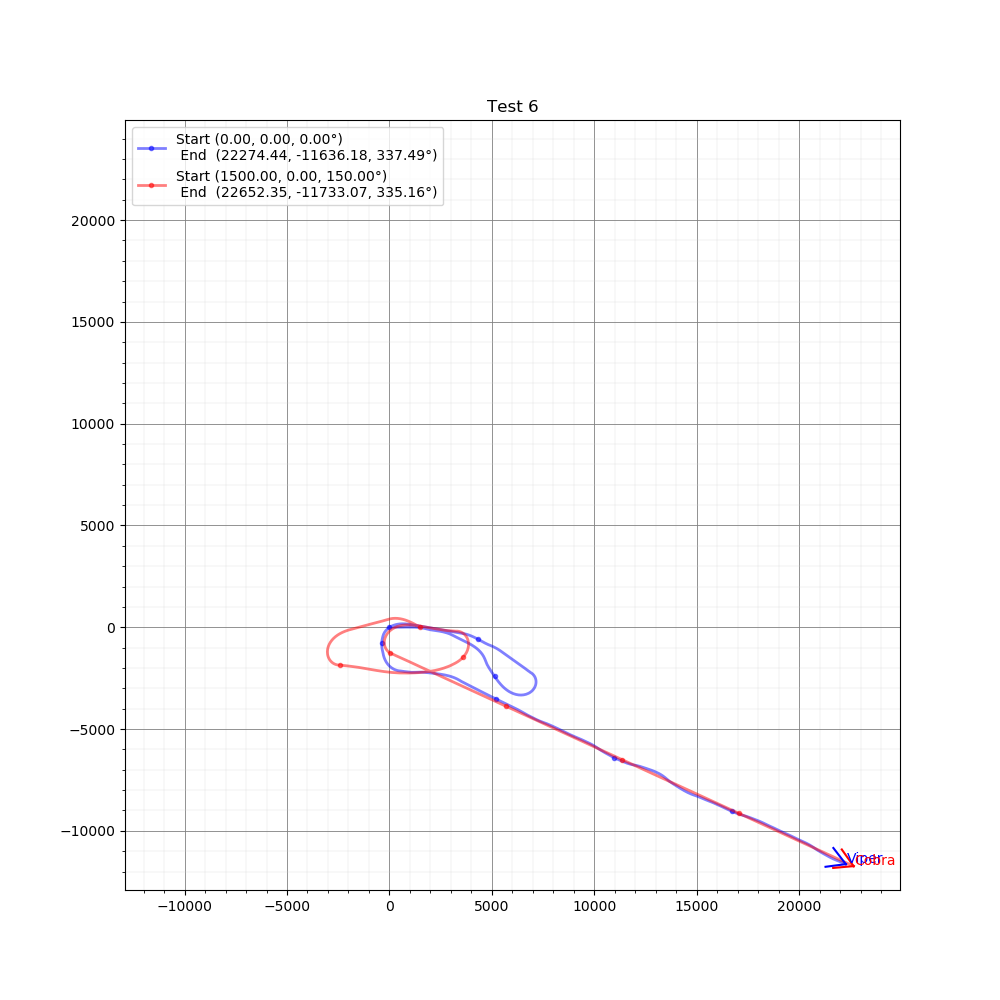 Test 6
Start (0.00, 0.00, 0.00°)
End (22274.44, -11636.18, 337.49°)
Start (1500.00, 0.00, 150.00°)
End (22652.35, -11733.07, 335.16°)
20000
15000
10000
5000
0
−5000
−10000
Viper
Cobra
−10000
−5000
0
5000
10000
15000
20000